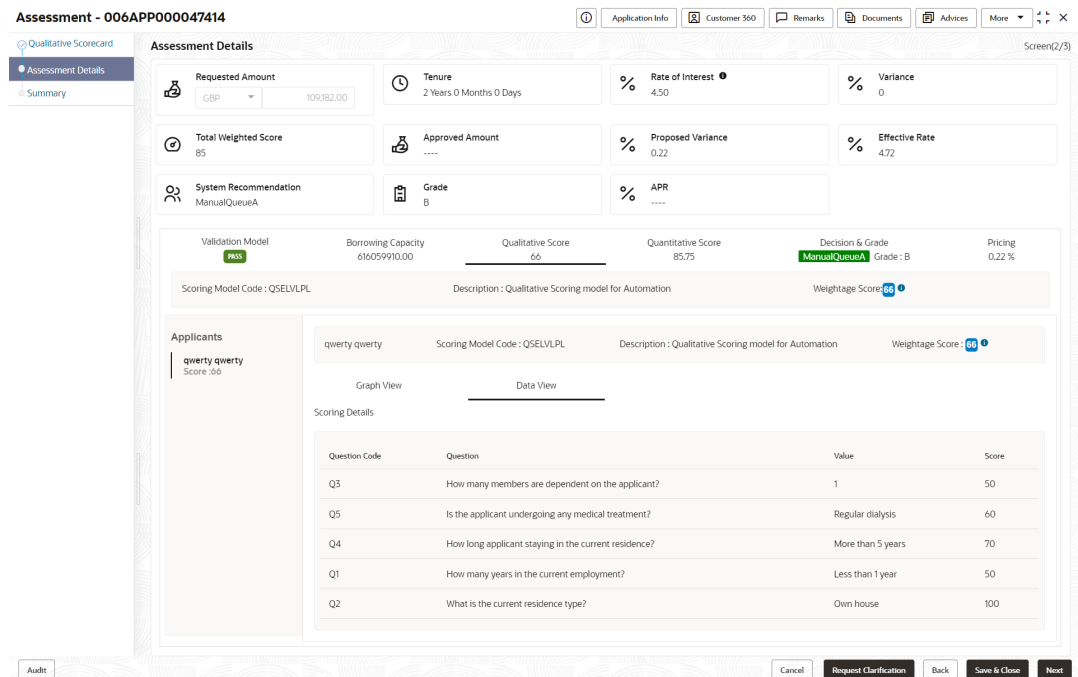 Assessment - 006APP000047414
Application Info
Customer 360
Remarks
Documents
Advices
More
Qualitative Scorecard
Assessment Details
Summary
Assessment Details
Screen(2/3)
Requested Amount
GBP 109,182.00
Tenure
2 Years 0 Months 0 Days
Rate of Interest
4.50
Variance
0
Total Weighted Score
85
Approved Amount
----
Proposed Variance
0.22
Effective Rate
4.72
System Recommendation
ManualQueueA
Grade
B
APR
----
Validation Model
PASS
Borrowing Capacity
616059910.00
Qualitative Score
66
Quantitative Score
85.75
Decision & Grade
ManualQueueA Grade : B
Pricing
0.22 %
Scoring Model Code : QSELVLPL Description : Qualitative Scoring model for Automation Weightage Score: 66
Applicants
qwerty qwerty
Score :66
qwerty qwerty Scoring Model Code : QSELVLPL Description : Qualitative Scoring model for Automation Weightage Score : 66
Graph View Data View
Scoring Details
Question Code Question Value Score
Q3 How many members are dependent on the applicant? 1 50
Q5 Is the applicant undergoing any medical treatment? Regular dialysis 60
Q4 How long applicant staying in the current residence? More than 5 years 70
Q1 How many years in the current employment? Less than 1 year 50
Q2 What is the current residence type? Own house 100
Audit
Cancel
Request Clarification
Back
Save & Close
Next